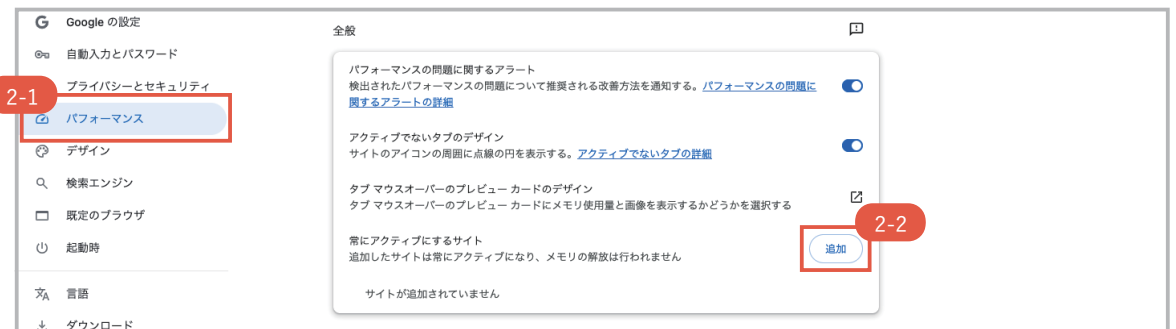 Google の設定
自動入力とパスワード
プライバシーとセキュリティ
2-1
パフォーマンス
デザイン
検索エンジン
既定のブラウザ
起動時
言語
ダウンロード
全般
パフォーマンスの問題に関するアラート
検出されたパフォーマンスの問題について推奨される改善方法を通知する。パフォーマンスの問題に
関するアラートの詳細
アクティブでないタブのデザイン
サイトのアイコンの周囲に点線の円を表示する。アクティブでないタブの詳細
タブ マウスオーバーのプレビュー カードのデザイン
タブ マウスオーバーのプレビュー カードにメモリ使用量と画像を表示するかどうかを選択する
2-2
常にアクティブにするサイト
追加したサイトは常にアクティブになり、メモリの解放は行われません
追加
サイトが追加されていません